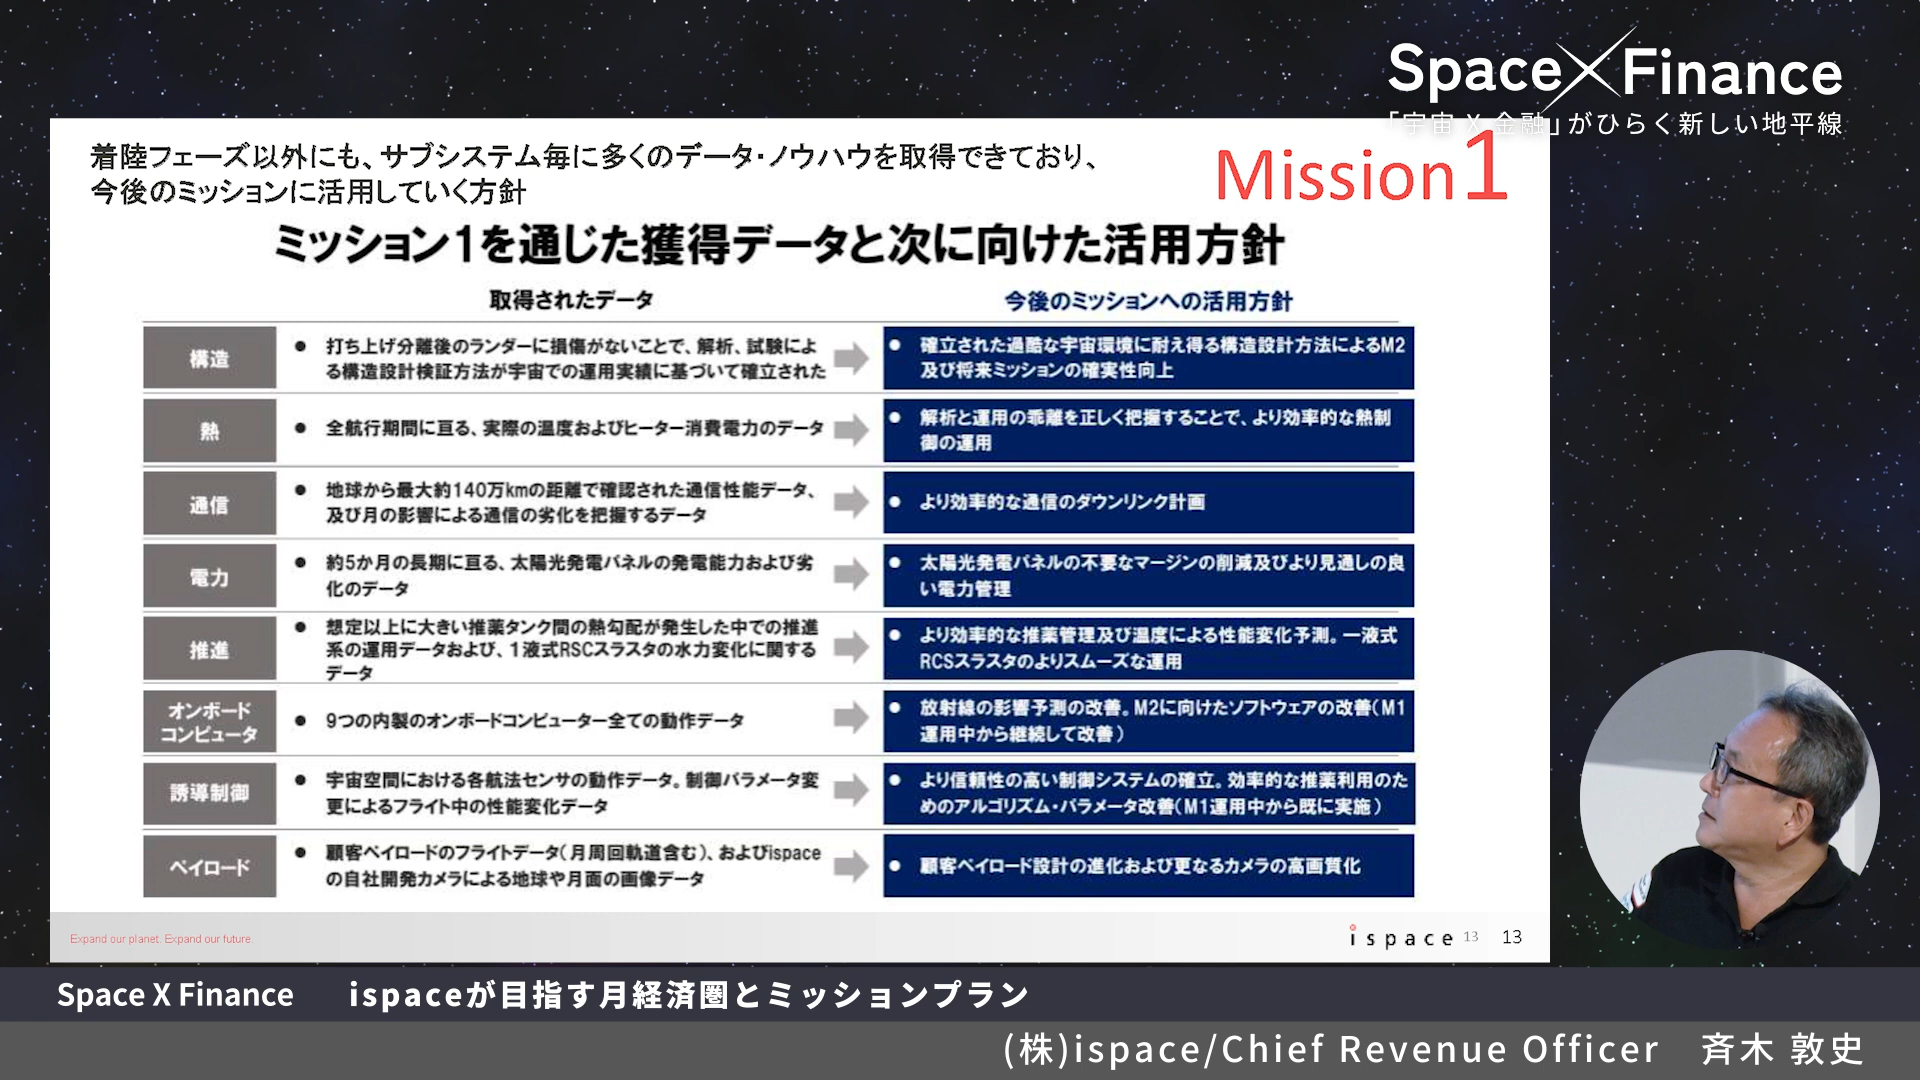 Space X Finance
「宇宙 X 金融」がひらく新しい地平線
着陸フェーズ以外にも、サブシステム毎に多くのデータ・ノウハウを取得できており、
今後のミッションに活用していく方針
Mission1
ミッション1を通じた獲得データと次に向けた活用方針
取得されたデータ
今後のミッションへの活用方針
構造
● 打ち上げ分離後のランダーに損傷がないことで、解析、試験によ
る構造設計検証方法が宇宙での運用実績に基づいて確立された
● 確立された過酷な宇宙環境に耐え得る構造設計方法によるM2
及び将来ミッションの確実性向上
熱
● 全航行期間に亘る、実際の温度およびヒーター消費電力のデータ
● 解析と運用の乖離を正しく把握することで、より効率的な熱制
御の運用
通信
● 地球から最大約140万kmの距離で確認された通信性能データ、
及び月の影響による通信の劣化を把握するデータ
● より効率的な通信のダウンリンク計画
電力
● 約5か月の長期に亘る、太陽光発電パネルの発電能力および劣
化のデータ
● 太陽光発電パネルの不要なマージンの削減及びより見通しの良
い電力管理
推進
● 想定以上に大きい推薬タンク間の熱勾配が発生した中での推進
系の運用データおよび、1液式RSCスラスタの水力変化に関する
データ
● より効率的な推薬管理及び温度による性能変化予測。一液式
RCSスラスタのよりスムーズな運用
オンボード
コンピュータ
● 9つの内製のオンボードコンピューター全ての動作データ
● 放射線の影響予測の改善。M2に向けたソフトウェアの改善(M1
運用中から継続して改善)
誘導制御
● 宇宙空間における各航法センサの動作データ。制御パラメータ変
更によるフライト中の性能変化データ
● より信頼性の高い制御システムの確立。効率的な推薬利用のた
めのアルゴリズム・パラメータ改善(M1運用中から既に実施)
ペイロード
● 顧客ペイロードのフライトデータ(月周回軌道含む)、およびispace
の自社開発カメラによる地球や月面の画像データ
● 顧客ペイロード設計の進化および更なるカメラの高画質化
Expand our planet. Expand our future.
ispace 13 13
Space X Finance ispaceが目指す月経済圏とミッションプラン
(株)ispace/Chief Revenue Officer 斉木 敦史